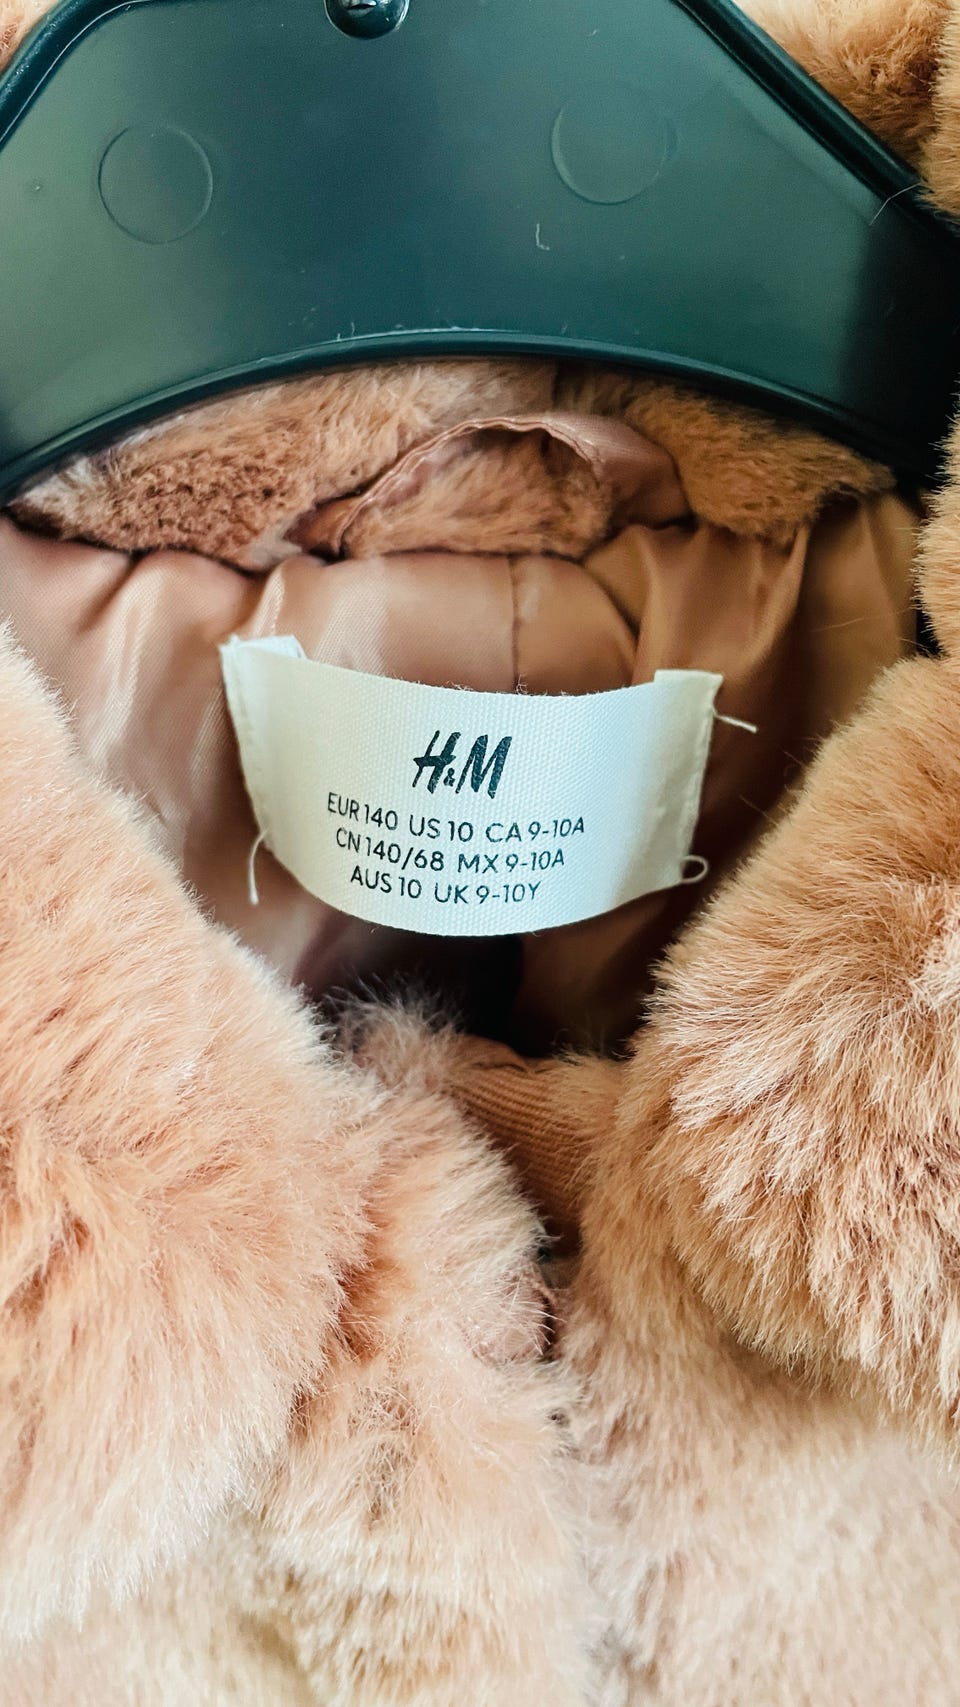 H&M
EUR 140 US 10 CA 9-10A
CN 140/68 MX 9-10A
AUS 10 UK 9-10Y